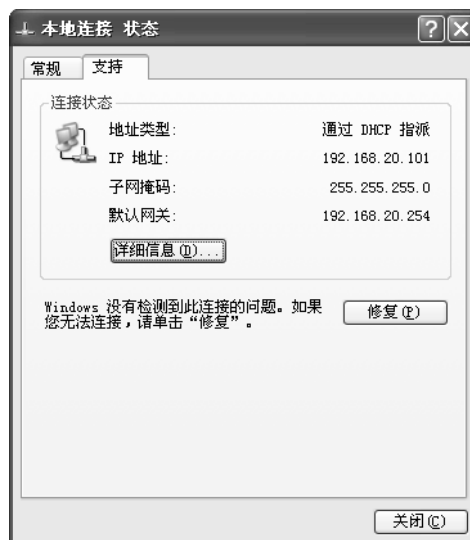 本地连接 状态
常规 支持
连接状态
地址类型: 通过 DHCP 指派
IP 地址: 192.168.20.101
子网掩码: 255.255.255.0
默认网关: 192.168.20.254
详细信息(D)...
Windows 没有检测到此连接的问题。如果
您无法连接，请单击“修复”。
修复(P)
关闭(C)